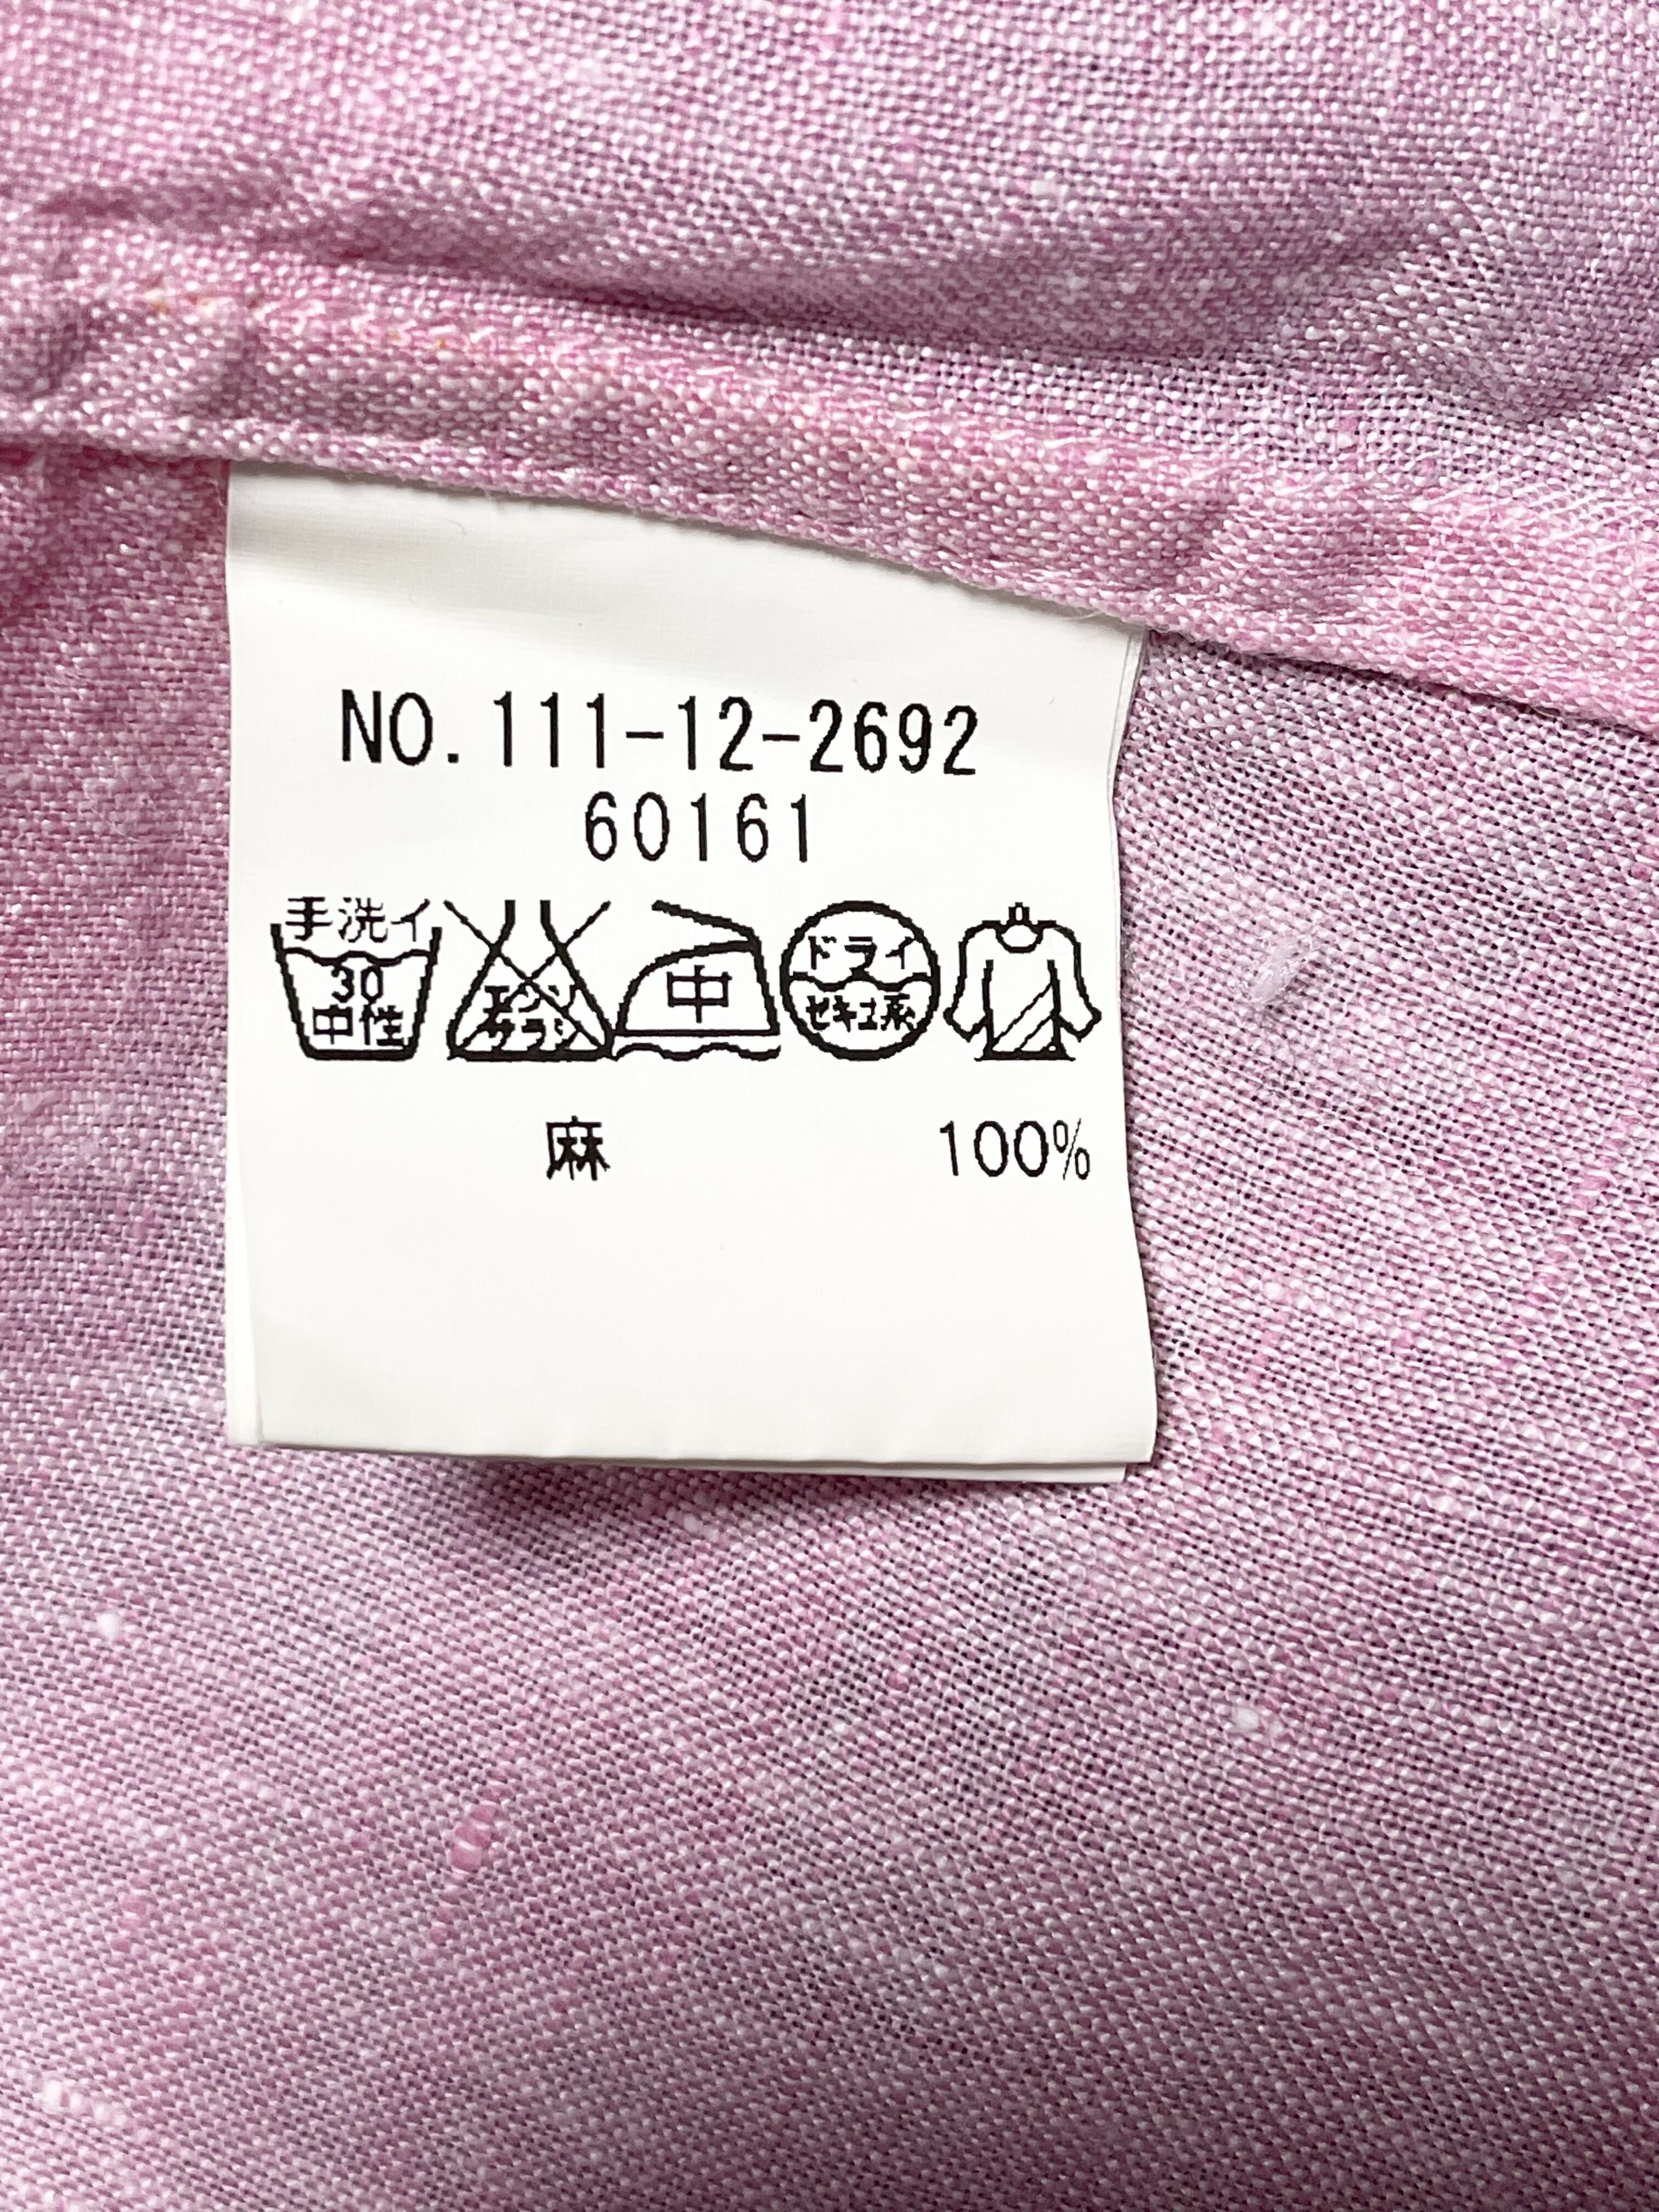 NO.111-12-2692
60161
手洗イ
30
中性
エンソ
サラシ
中
ドライ
セキユ系
麻 100%